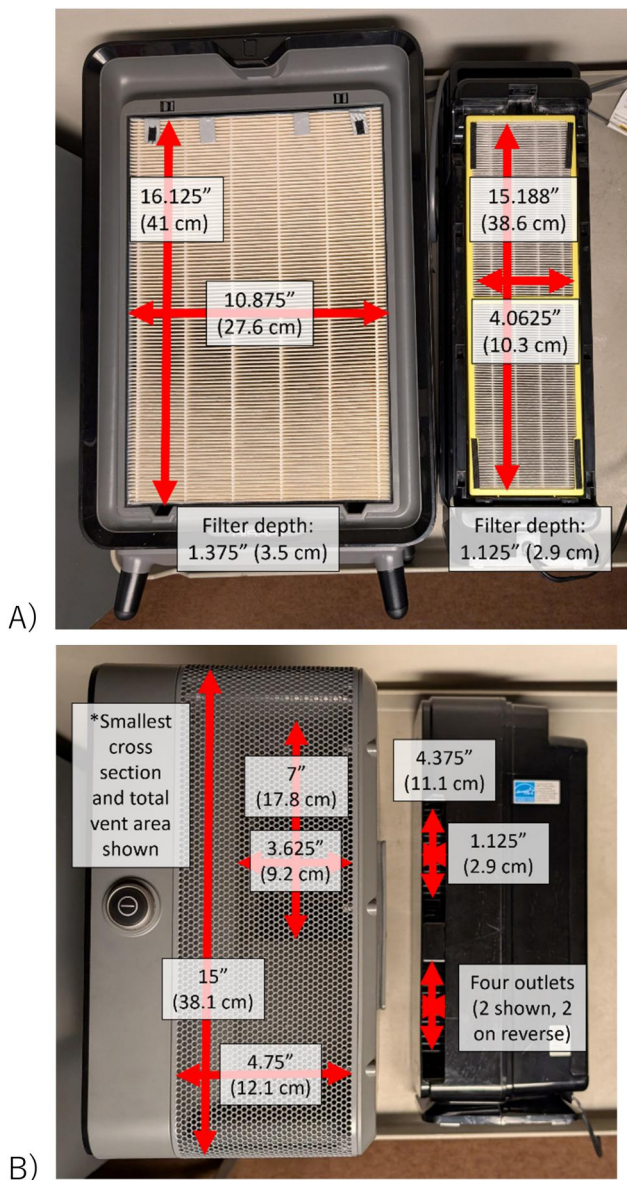 16.125”
(41 cm)
10.875”
(27.6 cm)
15.188”
(38.6 cm)
4.0625”
(10.3 cm)
Filter depth:
1.375” (3.5 cm)
Filter depth:
1.125” (2.9 cm)
A)
*Smallest
cross
section
and total
vent area
shown
7”
(17.8 cm)
3.625”
(9.2 cm)
15”
(38.1 cm)
4.75”
(12.1 cm)
4.375”
(11.1 cm)
1.125”
(2.9 cm)
Four outlets
(2 shown, 2
on reverse)
B)